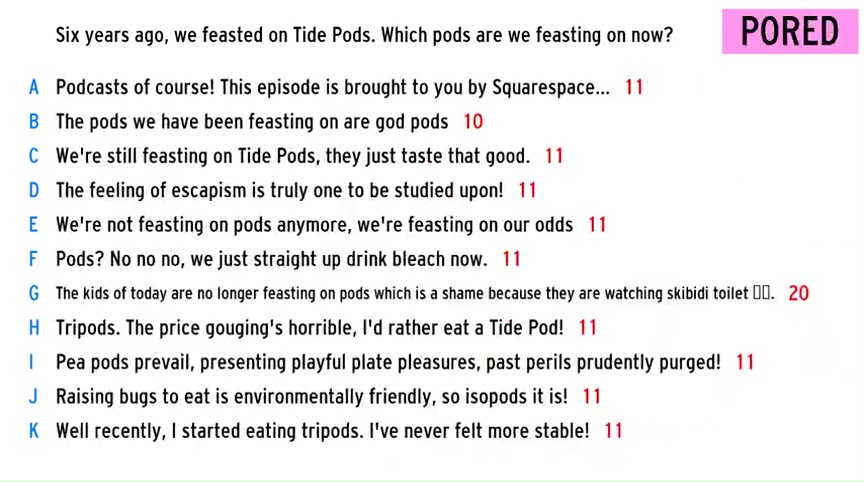 Six years ago, we feasted on Tide Pods. Which pods are we feasting on now?
PORED
A Podcasts of course! This episode is brought to you by Squarespace... 11
B The pods we have been feasting on are god pods 10
C We're still feasting on Tide Pods, they just taste that good. 11
D The feeling of escapism is truly one to be studied upon! 11
E We're not feasting on pods anymore, we're feasting on our odds 11
F Pods? No no no, we just straight up drink bleach now. 11
G The kids of today are no longer feasting on pods which is a shame because they are watching skibidi toilet □□. 20
H Tripods. The price gouging's horrible, I'd rather eat a Tide Pod! 11
I Pea pods prevail, presenting playful plate pleasures, past perils prudently purged! 11
J Raising bugs to eat is environmentally friendly, so isopods it is! 11
K Well recently, I started eating tripods. I've never felt more stable! 11